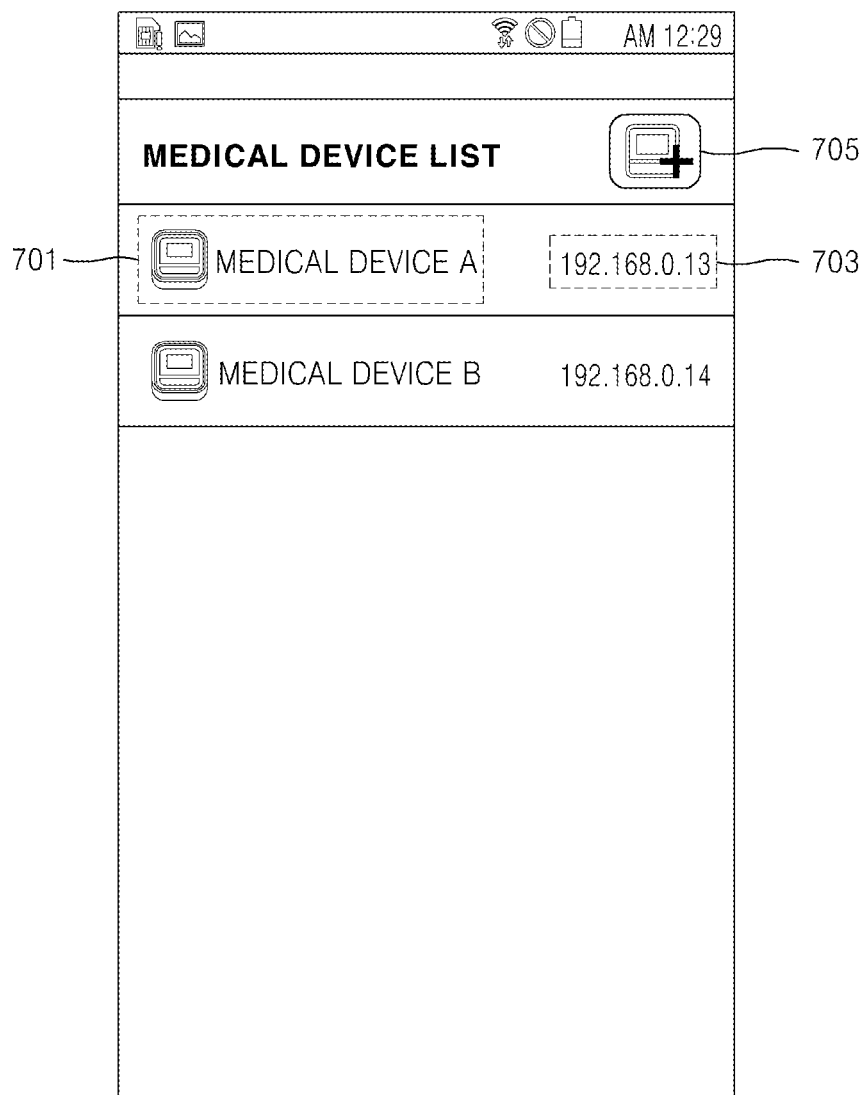 AM 12:29
MEDICAL DEVICE LIST
705
701
MEDICAL DEVICE A
192.168.0.13
703
MEDICAL DEVICE B
192.168.0.14